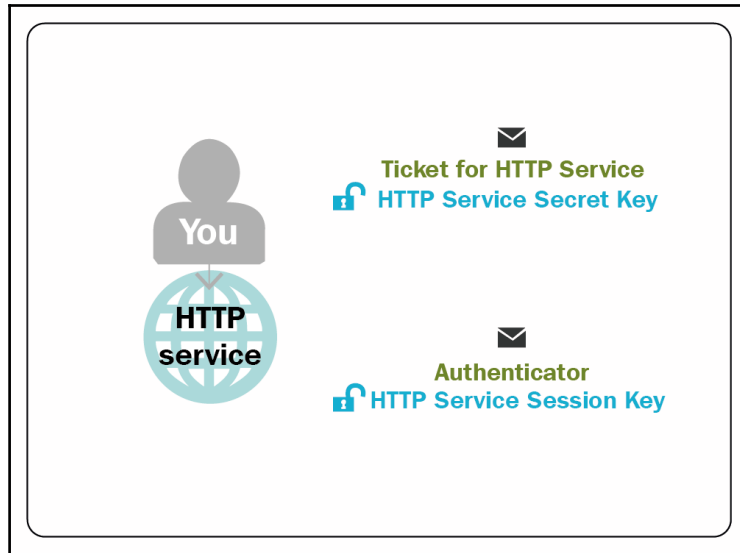 You
HTTP
service
Ticket for HTTP Service
HTTP Service Secret Key
Authenticator
HTTP Service Session Key